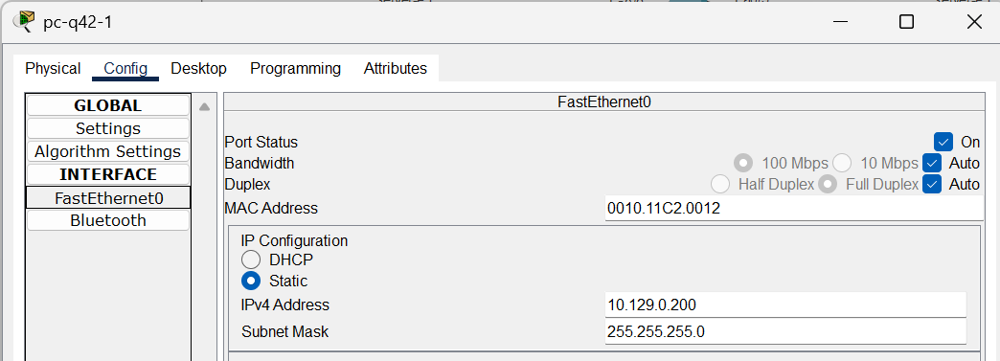 pc-q42-1
Physical Config Desktop Programming Attributes
GLOBAL
Settings
Algorithm Settings
INTERFACE
FastEthernet0
Bluetooth
FastEthernet0
Port Status On
Bandwidth 100 Mbps 10 Mbps Auto
Duplex Half Duplex Full Duplex Auto
MAC Address 0010.11C2.0012
IP Configuration
DHCP
Static
IPv4 Address 10.129.0.200
Subnet Mask 255.255.255.0